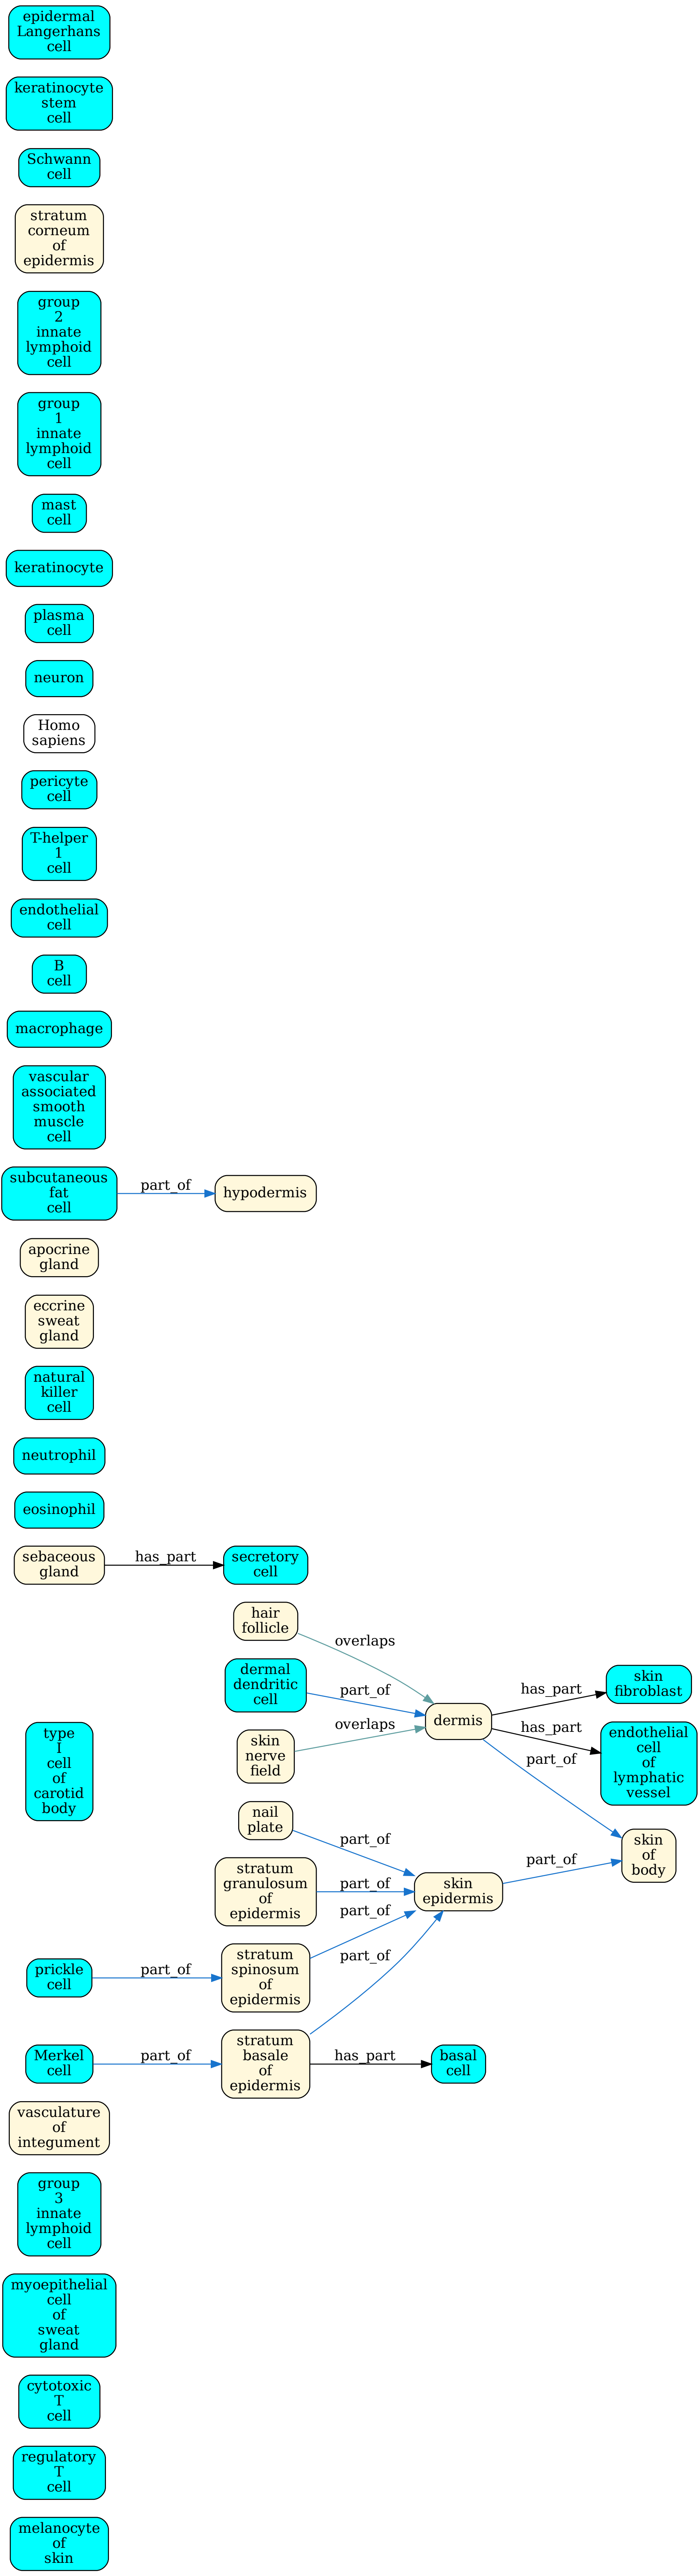 epidermal
Langerhans
cell
keratinocyte
stem
cell
Schwann
cell
stratum
corneum
of
epidermis
group
2
innate
lymphoid
cell
group
1
innate
lymphoid
cell
mast
cell
keratinocyte
plasma
cell
neuron
Homo
sapiens
pericyte
cell
T-helper
1
cell
endothelial
cell
B
cell
macrophage
vascular
associated
smooth
muscle
cell
subcutaneous
fat
cell
part_of
hypodermis
apocrine
gland
eccrine
sweat
gland
natural
killer
cell
neutrophil
eosinophil
sebaceous
gland
has_part
secretory
cell
hair
follicle
overlaps
dermal
dendritic
cell
part_of
skin
nerve
field
overlaps
dermis
has_part
skin
fibroblast
has_part
endothelial
cell
of
lymphatic
vessel
part_of
skin
of
body
type
I
cell
of
carotid
body
nail
plate
part_of
stratum
granulosum
of
epidermis
part_of
skin
epidermis
part_of
prickle
cell
part_of
stratum
spinosum
of
epidermis
part_of
Merkel
cell
part_of
stratum
basale
of
epidermis
part_of
has_part
basal
cell
vasculature
of
integument
group
3
innate
lymphoid
cell
myoepithelial
cell
of
sweat
gland
cytotoxic
T
cell
regulatory
T
cell
melanocyte
of
skin